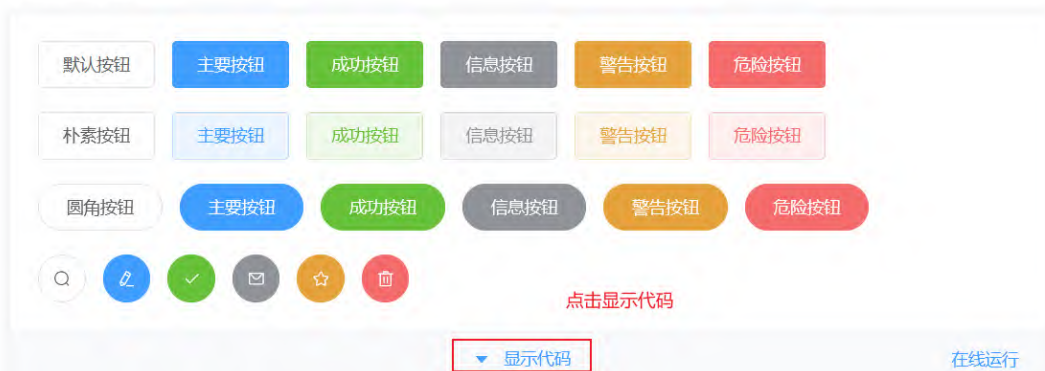 默认按钮 主要按钮 成功按钮 信息按钮 警告按钮 危险按钮
朴素按钮 主要按钮 成功按钮 信息按钮 警告按钮 危险按钮
圆角按钮 主要按钮 成功按钮 信息按钮 警告按钮 危险按钮
点击显示代码
显示代码 在线运行